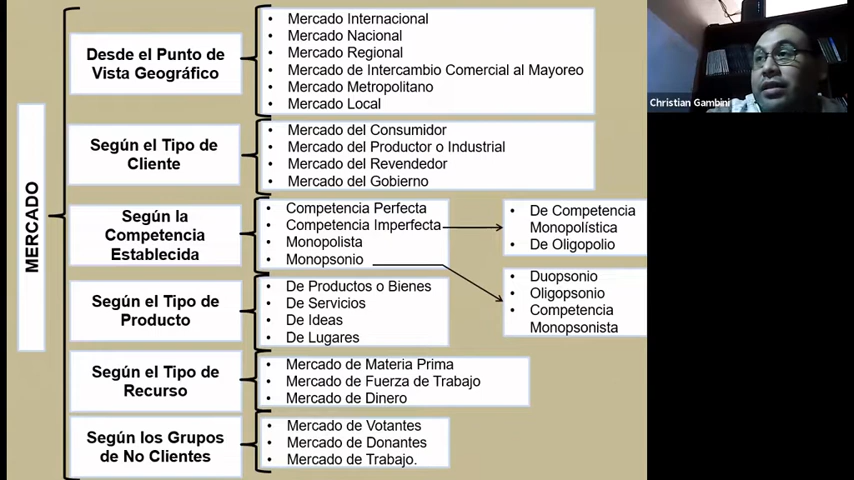 MERCADO
Desde el Punto de
Vista Geográfico
• Mercado Internacional
• Mercado Nacional
• Mercado Regional
• Mercado de Intercambio Comercial al Mayoreo
• Mercado Metropolitano
• Mercado Local
Según el Tipo de
Cliente
• Mercado del Consumidor
• Mercado del Productor o Industrial
• Mercado del Revendedor
• Mercado del Gobierno
Según la
Competencia
Establecida
• Competencia Perfecta
• Competencia Imperfecta
• Monopolista
• Monopsonio
• De Competencia
Monopolística
• De Oligopolio
• Duopsonio
• Oligopsonio
• Competencia
Monopsonista
Según el Tipo de
Producto
• De Productos o Bienes
• De Servicios
• De Ideas
• De Lugares
Según el Tipo de
Recurso
• Mercado de Materia Prima
• Mercado de Fuerza de Trabajo
• Mercado de Dinero
Según los Grupos
de No Clientes
• Mercado de Votantes
• Mercado de Donantes
• Mercado de Trabajo.
Christian Gambini